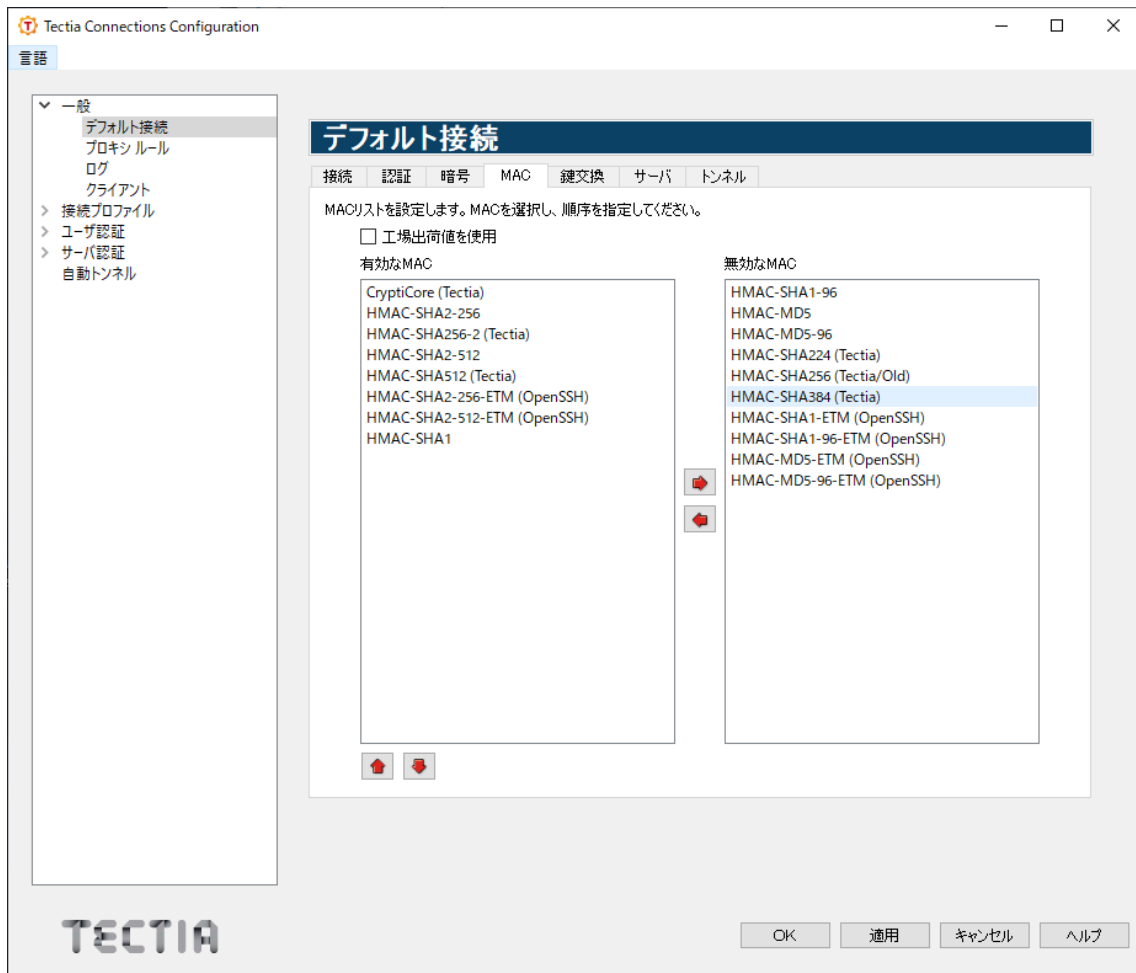 Tectia Connections Configuration
言語
一般
デフォルト接続
プロキシ ルール
ログ
クライアント
接続プロファイル
ユーザ認証
サーバ認証
自動トンネル
デフォルト接続
接続 認証 暗号 MAC 鍵交換 サーバ トンネル
MACリストを設定します。MACを選択し、順序を指定してください。
工場出荷値を使用
有効なMAC
CryptiCore (Tectia)
HMAC-SHA2-256
HMAC-SHA256-2 (Tectia)
HMAC-SHA2-512
HMAC-SHA512 (Tectia)
HMAC-SHA2-256-ETM (OpenSSH)
HMAC-SHA2-512-ETM (OpenSSH)
HMAC-SHA1
無効なMAC
HMAC-SHA1-96
HMAC-MD5
HMAC-MD5-96
HMAC-SHA224 (Tectia)
HMAC-SHA256 (Tectia/Old)
HMAC-SHA384 (Tectia)
HMAC-SHA1-ETM (OpenSSH)
HMAC-SHA1-96-ETM (OpenSSH)
HMAC-MD5-ETM (OpenSSH)
HMAC-MD5-96-ETM (OpenSSH)
TECTIA
OK 適用 キャンセル ヘルプ